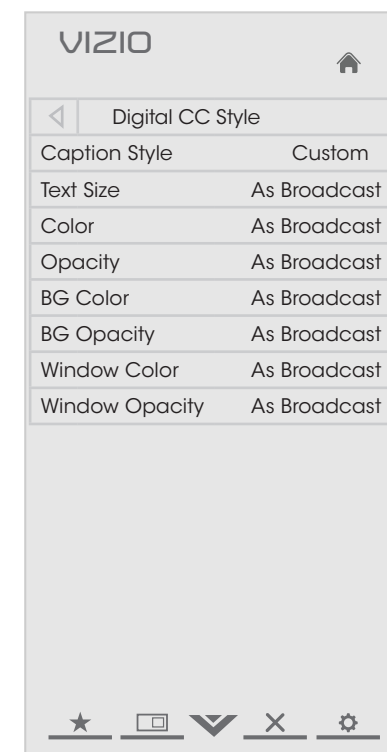 VIZIO
Digital CC Style
Caption Style Custom
Text Size As Broadcast
Color As Broadcast
Opacity As Broadcast
BG Color As Broadcast
BG Opacity As Broadcast
Window Color As Broadcast
Window Opacity As Broadcast